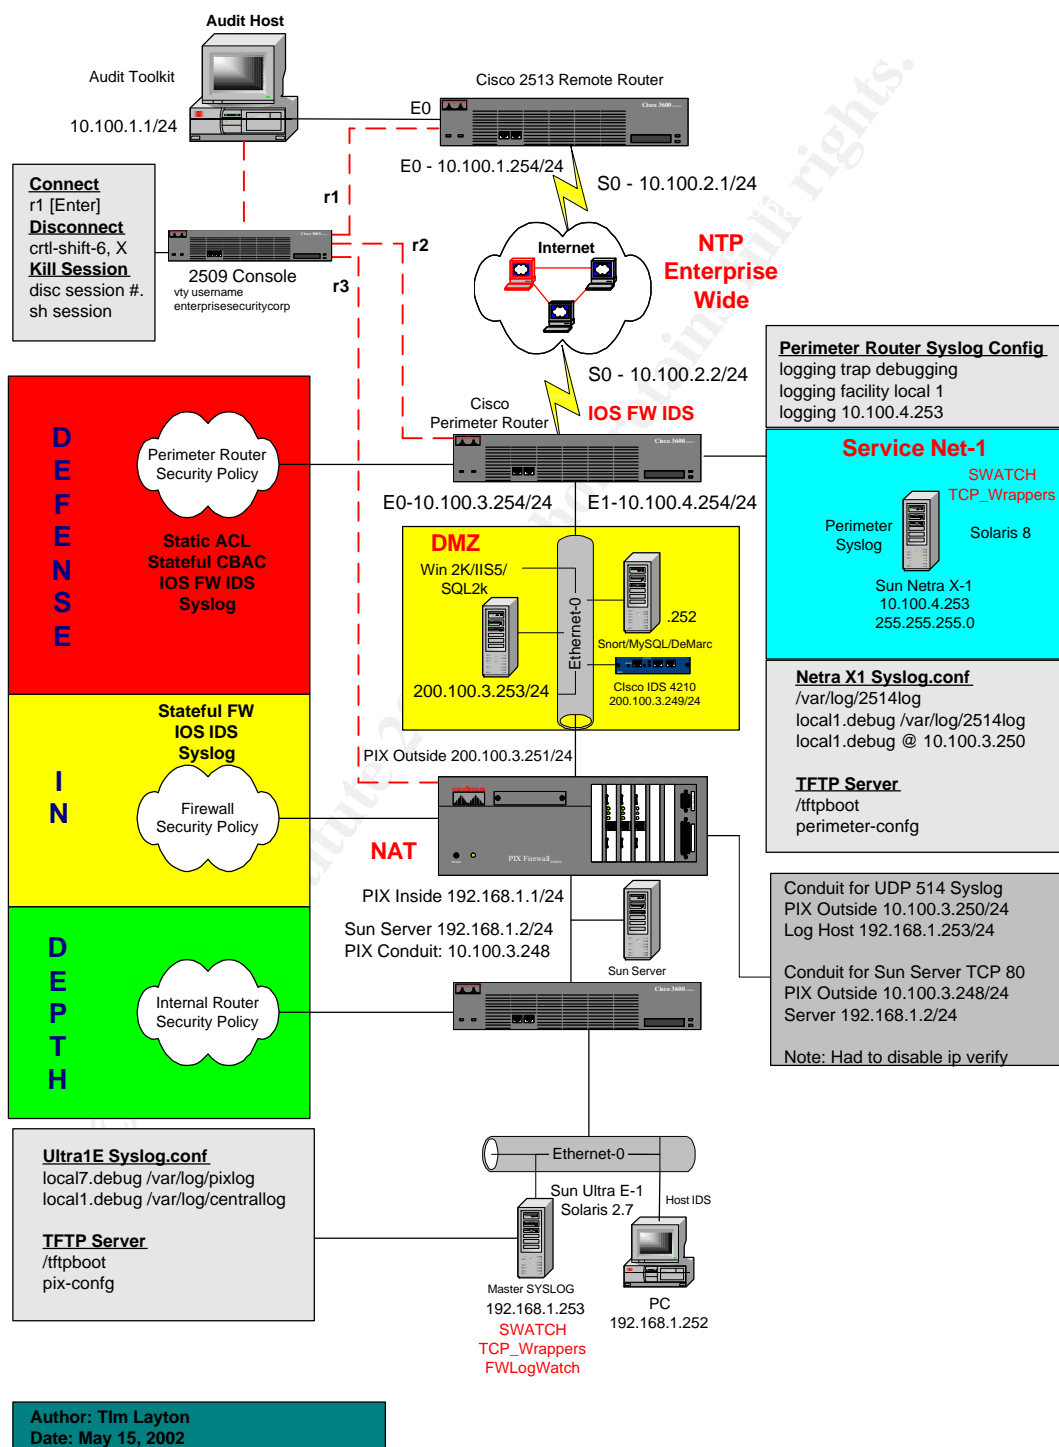 Audit Host
Audit Toolkit
10.100.1.1/24
Cisco 2513 Remote Router
E0
Cisco 3600
E0 - 10.100.1.254/24
S0 - 10.100.2.1/24
Connect
r1 [Enter]
Disconnect
crtl-shift-6, X
Kill Session
disc session #.
sh session
r1
r2
r3
2509 Console
vty username
enterprisesecuritycorp
Internet
NTP
Enterprise
Wide
S0 - 10.100.2.2/24
Cisco
Perimeter Router
IOS FW IDS
Cisco 3600
E0-10.100.3.254/24
E1-10.100.4.254/24
Perimeter Router Syslog Config
logging trap debugging
logging facility local 1
logging 10.100.4.253
Service Net-1
SWATCH
TCP_Wrappers
Perimeter
Syslog
Solaris 8
Sun Netra X-1
10.100.4.253
255.255.255.0
Netra X1 Syslog.conf
/var/log/2514log
local1.debug /var/log/2514log
local1.debug @ 10.100.3.250
TFTP Server
/tftpboot
perimeter-confg
DEFENSE
Perimeter Router
Security Policy
Static ACL
Stateful CBAC
IOS FW IDS
Syslog
DMZ
Win 2K/IIS5/
SQL2k
Ethernet-0
.252
Snort/MySQL/DeMarc
CIsco IDS 4210
200.100.3.249/24
200.100.3.253/24
IN
Stateful FW
IOS IDS
Syslog
Firewall
Security Policy
PIX Outside 200.100.3.251/24
NAT
PIX Firewall
PIX Inside 192.168.1.1/24
Sun Server 192.168.1.2/24
PIX Conduit: 10.100.3.248
Sun Server
Conduit for UDP 514 Syslog
PIX Outside 10.100.3.250/24
Log Host 192.168.1.253/24
Conduit for Sun Server TCP 80
PIX Outside 10.100.3.248/24
Server 192.168.1.2/24
Note: Had to disable ip verify
DEPTH
Internal Router
Security Policy
Cisco 3600
Ethernet-0
Ultra1E Syslog.conf
local7.debug /var/log/pixlog
local1.debug /var/log/centrallog
TFTP Server
/tftpboot
pix-confg
Sun Ultra E-1
Solaris 2.7
Host IDS
Master SYSLOG
192.168.1.253
SWATCH
TCP_Wrappers
FWLogWatch
PC
192.168.1.252
Author: TIm Layton
Date: May 15, 2002